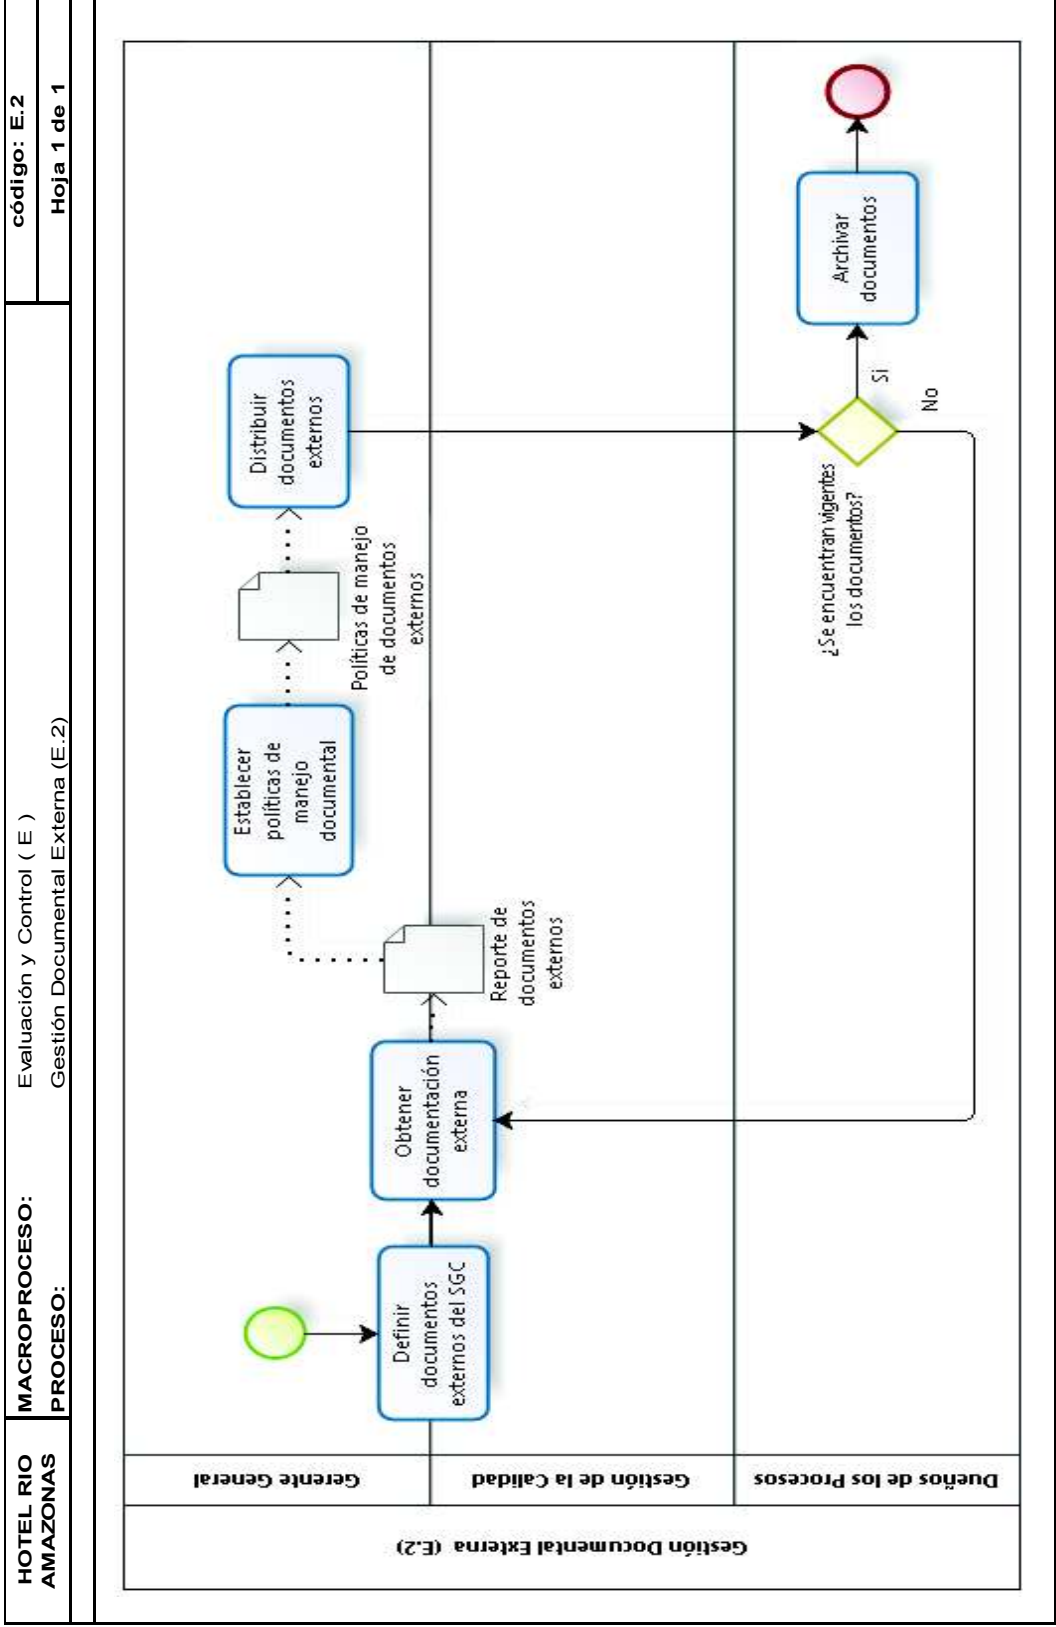 HOTEL RIO
AMAZONAS
MACROPROCESO:
Evaluación y Control ( E )
código: E.2
PROCESO:
Gestión Documental Externa (E.2)
Hoja 1 de 1
Gestión Documental Externa (E.2)
Gerente General
Gestión de la Calidad
Dueños de los Procesos
Definir
documentos
externos del SGC
Obtener
documentación
externa
Reporte de
documentos
externos
Establecer
políticas de
manejo
documental
Políticas de manejo
de documentos
externos
Distribuir
documentos
externos
¿Se encuentran vigentes
los documentos?
Si
No
Archivar
documentos